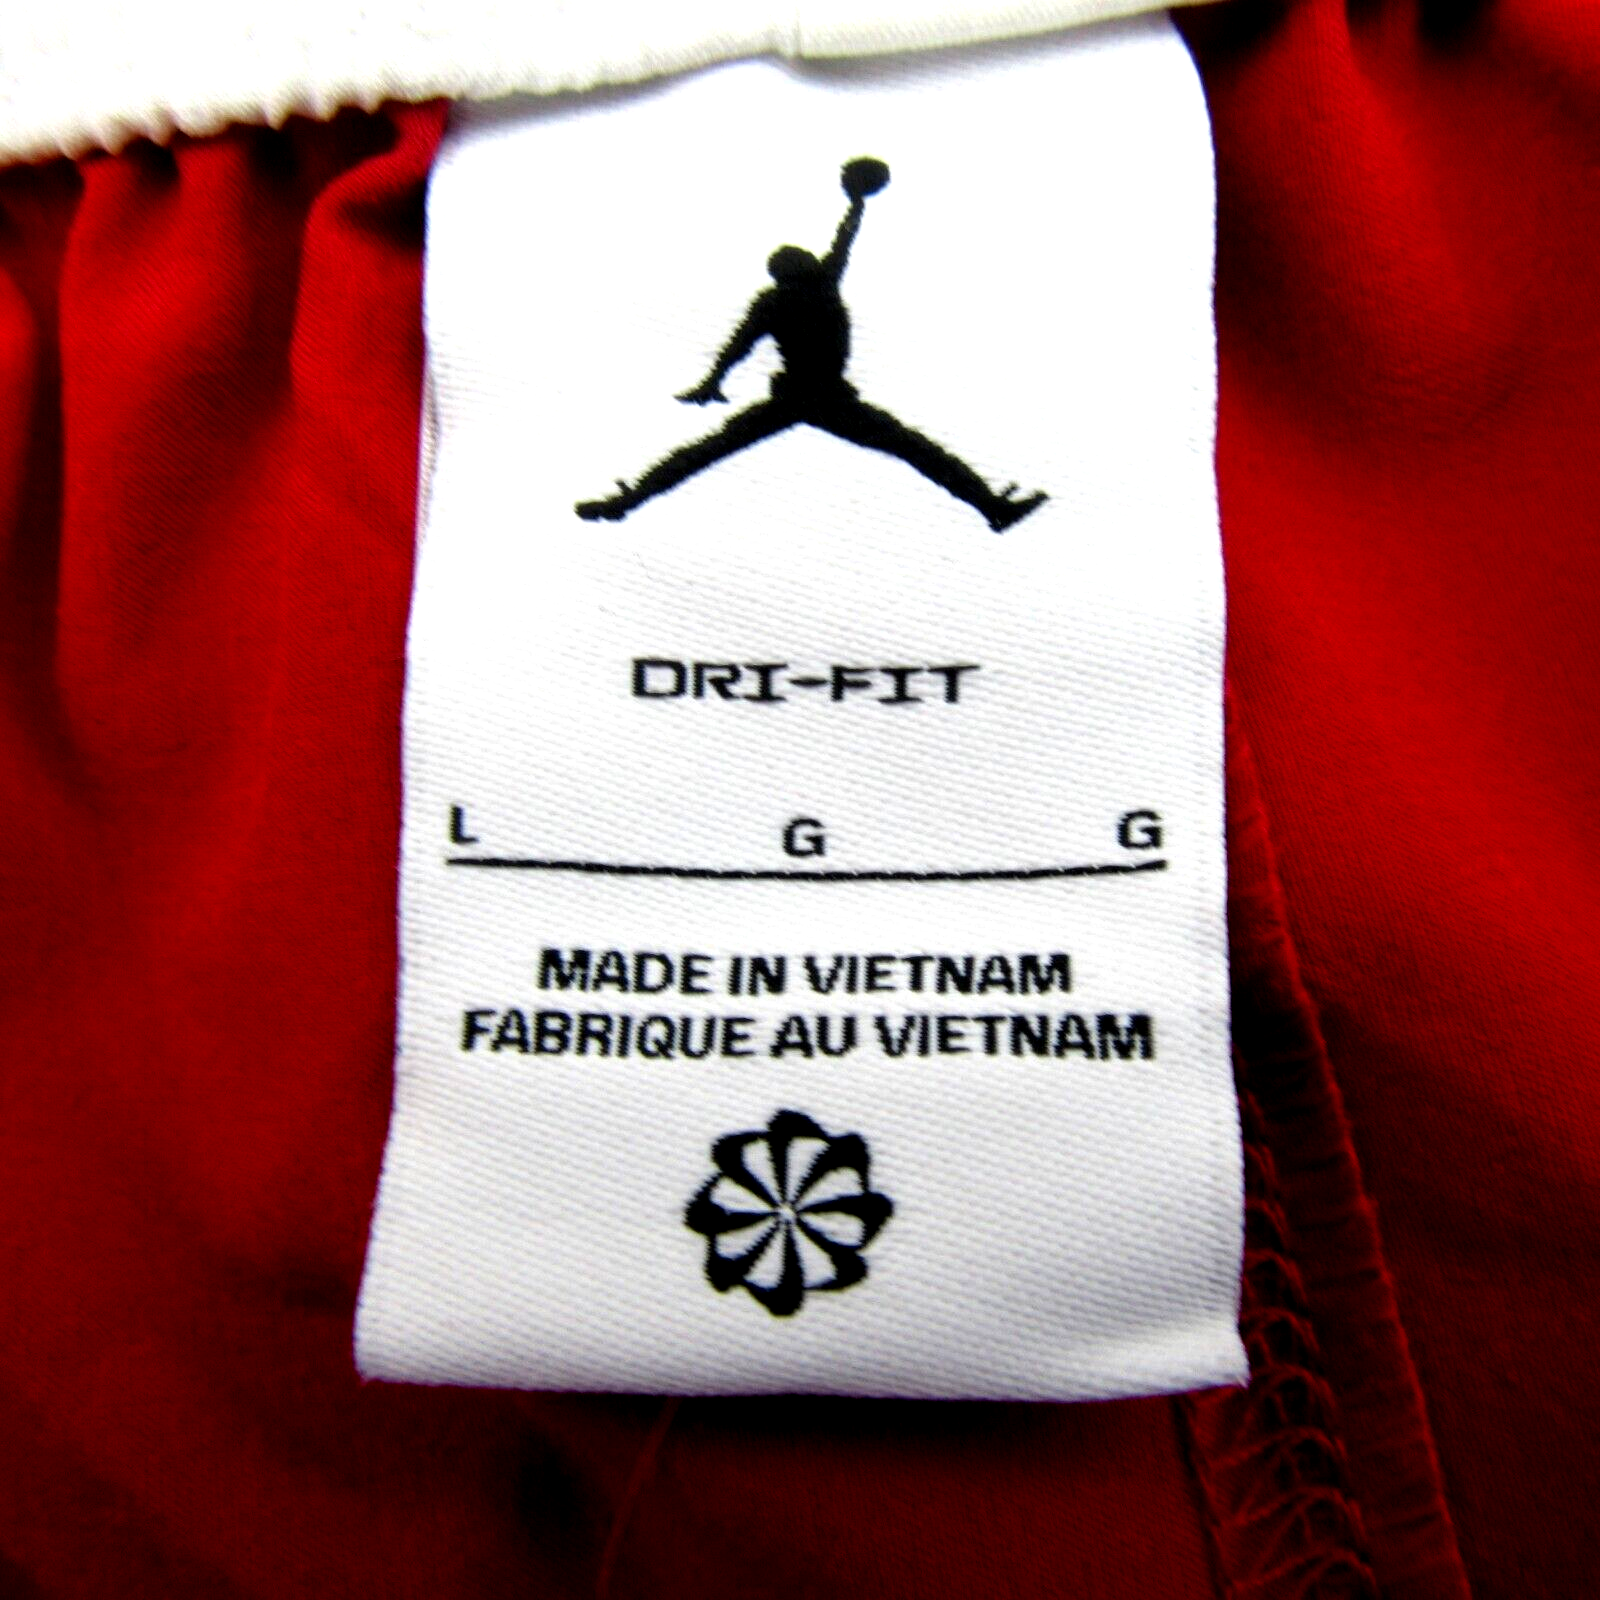 DRI-FIT
L G G
MADE IN VIETNAM
FABRIQUE AU VIETNAM